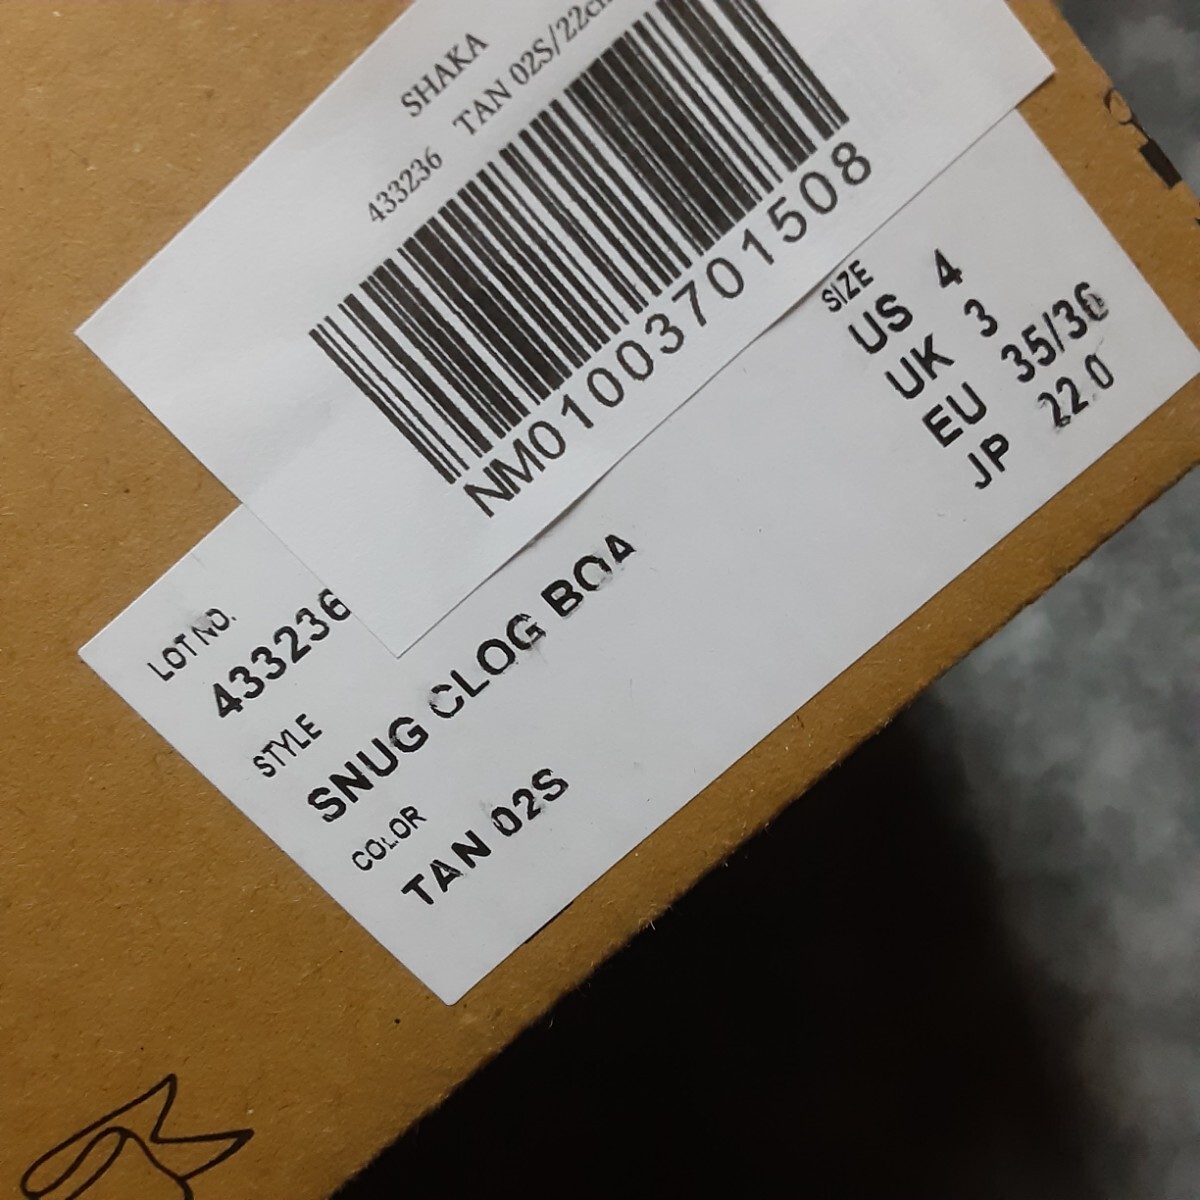 SHAKA
433236 TAN 02S/22cm
NM01003701508
SIZE
US 4
UK 3
EU 35/36
JP 22.0
LOT NO.
433236
STYLE
SNUG CLOG BOA
COLOR
TAN 02S